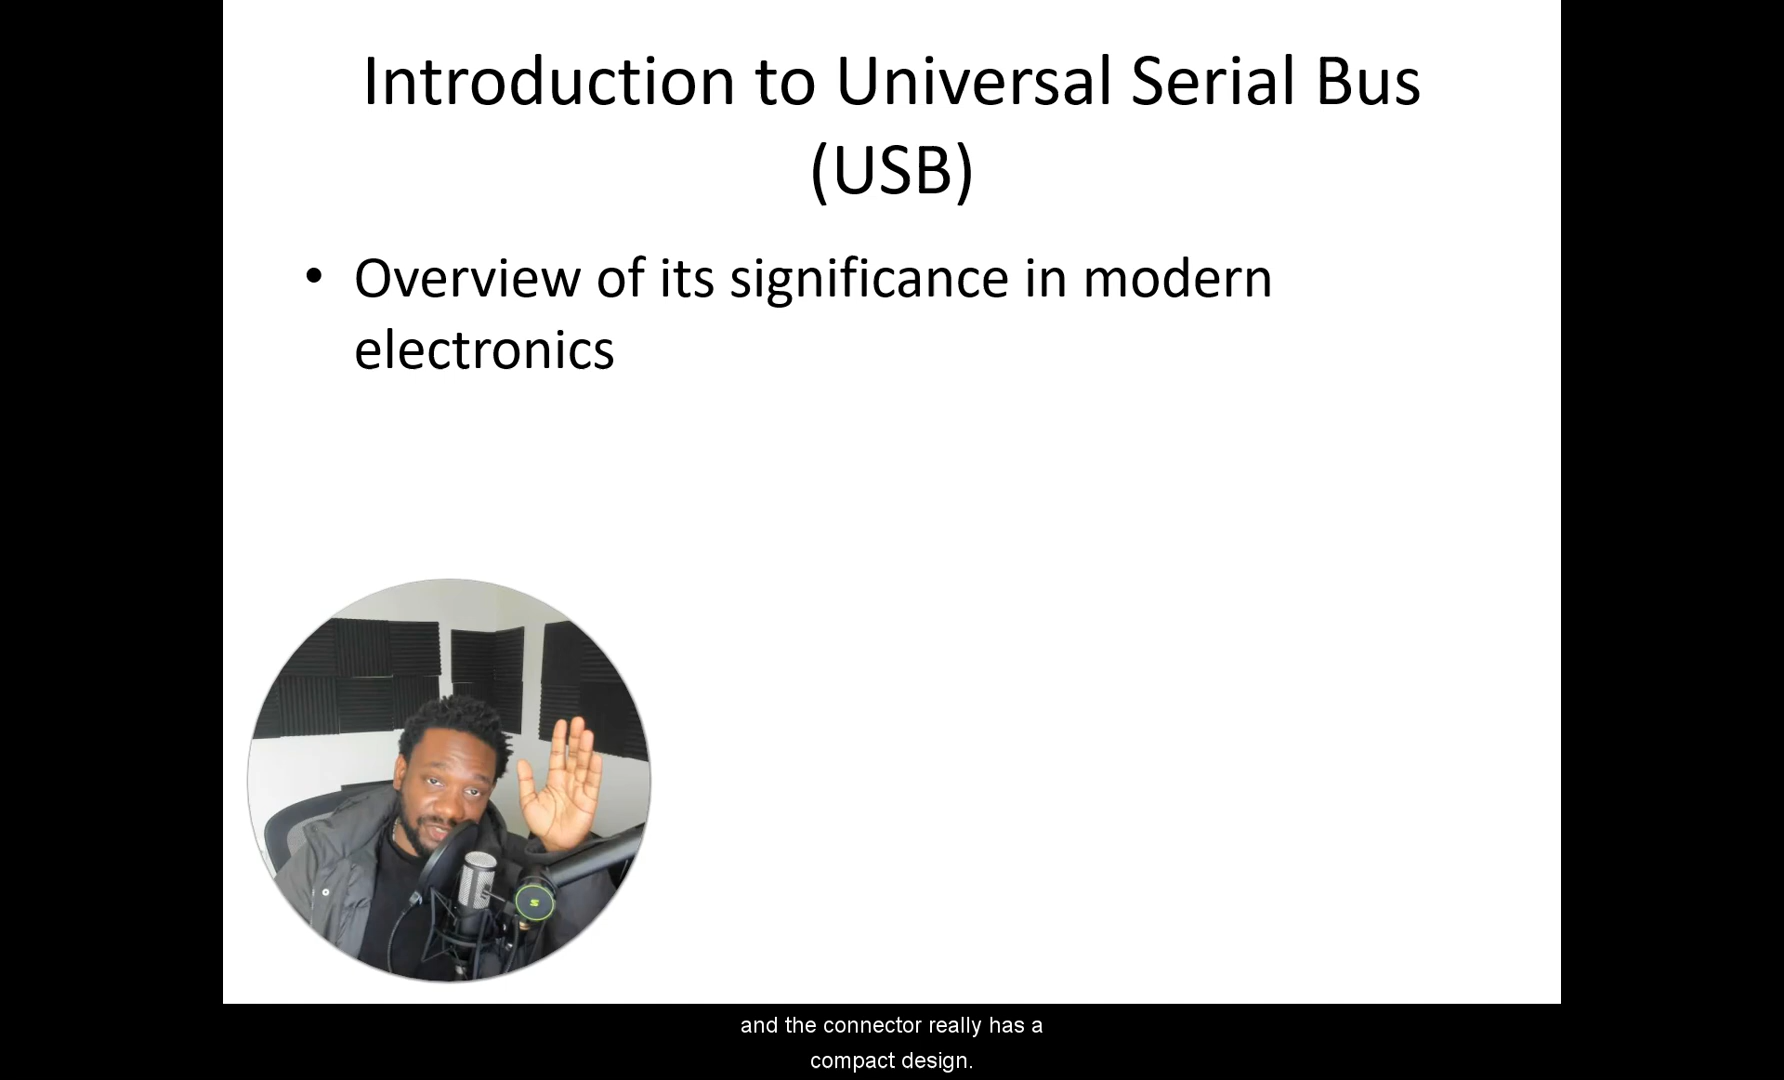 Introduction to Universal Serial Bus
(USB)
• Overview of its significance in modern
electronics
and the connector really has a
compact design.